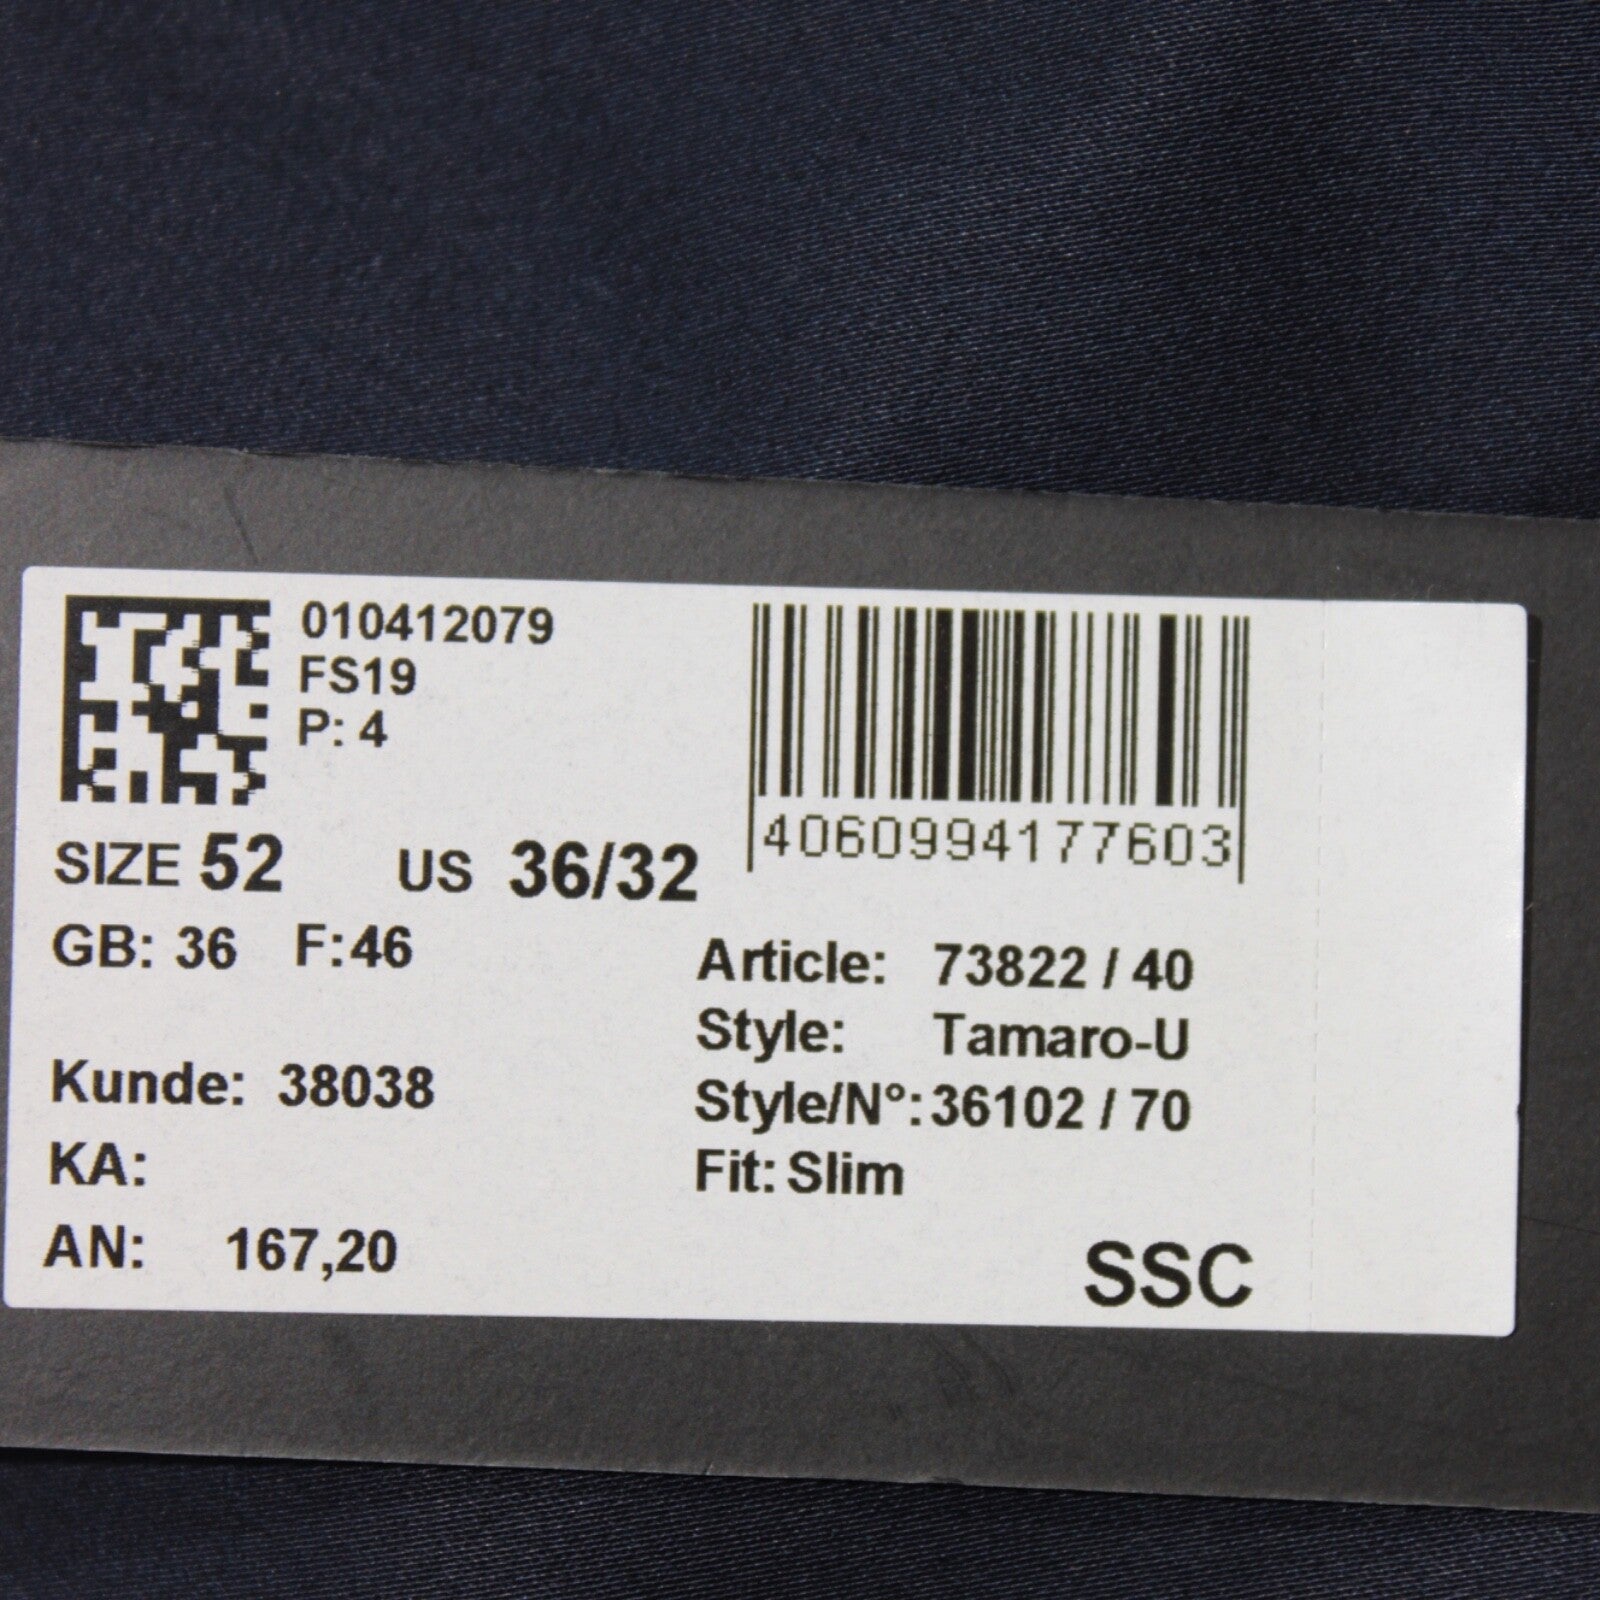 010412079
FS19
P: 4
4060994177603
SIZE 52 US 36/32
GB: 36 F:46
Article: 73822 / 40
Style: Tamaro-U
Kunde: 38038
Style/N°: 36102 / 70
KA:
Fit: Slim
AN: 167,20
SSC